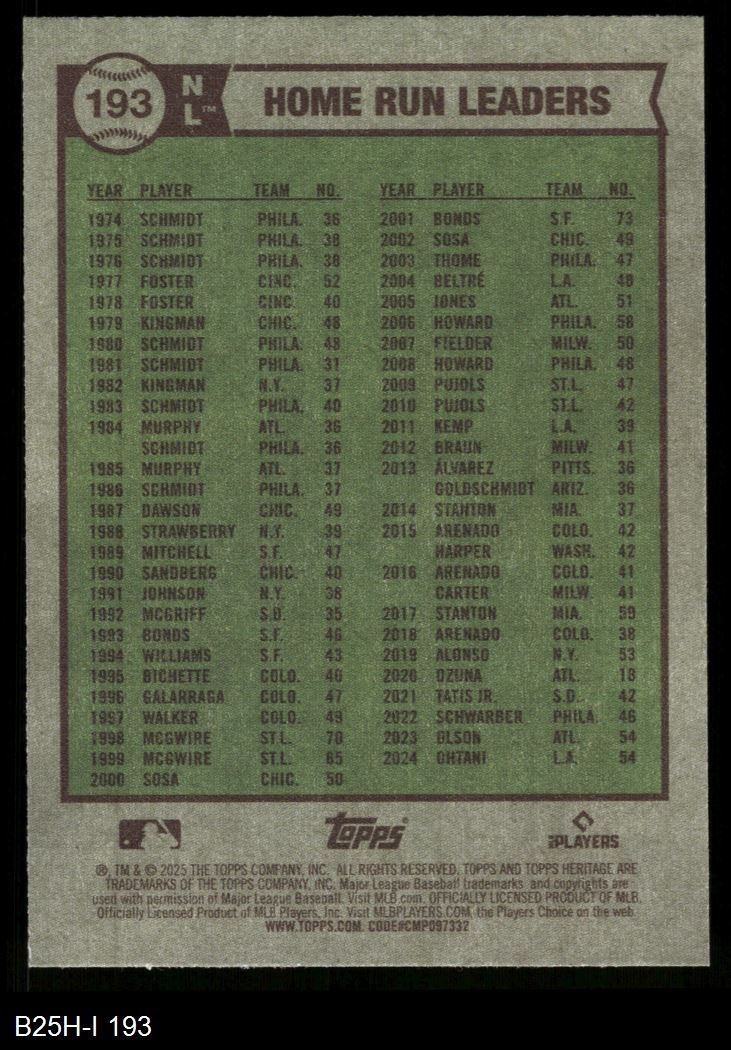 193 NL™ HOME RUN LEADERS
YEAR PLAYER TEAM NO.
1974 SCHMIDT PHILA. 36
1975 SCHMIDT PHILA. 38
1976 SCHMIDT PHILA. 38
1977 FOSTER CINC. 52
1978 FOSTER CINC. 40
1979 KINGMAN CHIC. 48
1980 SCHMIDT PHILA. 48
1981 SCHMIDT PHILA. 31
1982 KINGMAN N.Y. 37
1983 SCHMIDT PHILA. 40
1984 MURPHY ATL. 36
SCHMIDT PHILA. 36
1985 MURPHY ATL. 37
1986 SCHMIDT PHILA. 37
1987 DAWSON CHIC. 49
1988 STRAWBERRY N.Y. 39
1989 MITCHELL S.F. 47
1990 SANDBERG CHIC. 40
1991 JOHNSON N.Y. 38
1992 MCGRIFF S.D. 35
1993 BONDS S.F. 46
1994 WILLIAMS S.F. 43
1995 BICHETTE COLO. 40
1996 GALARRAGA COLO. 47
1997 WALKER COLO. 49
1998 MCGWIRE ST.L. 70
1999 MCGWIRE ST.L. 65
2000 SOSA CHIC. 50
YEAR PLAYER TEAM NO.
2001 BONDS S.F. 73
2002 SOSA CHIC. 49
2003 THOME PHILA. 47
2004 BELTRÉ L.A. 48
2005 JONES ATL. 51
2006 HOWARD PHILA. 58
2007 FIELDER MILW. 50
2008 HOWARD PHILA. 48
2009 PUJOLS ST.L. 47
2010 PUJOLS ST.L. 42
2011 KEMP L.A. 39
2012 BRAUN MILW. 41
2013 ÁLVAREZ PITTS. 36
GOLDSCHMIDT ARIZ. 36
2014 STANTON MIA. 37
2015 ARENADO COLO. 42
HARPER WASH. 42
2016 ARENADO COLO. 41
CARTER MILW. 41
2017 STANTON MIA. 59
2018 ARENADO COLO. 38
2019 ALONSO N.Y. 53
2020 OZUNA ATL. 18
2021 TATIS JR. S.D. 42
2022 SCHWARBER PHILA. 46
2023 OLSON ATL. 54
2024 OHTANI L.A. 54
Topps
MLBPLAYERS
®, TM & © 2025 THE TOPPS COMPANY, INC. ALL RIGHTS RESERVED. TOPPS AND TOPPS HERITAGE ARE
TRADEMARKS OF THE TOPPS COMPANY, INC. Major League Baseball trademarks and copyrights are
used with permission of Major League Baseball. Visit MLB.com. OFFICIALLY LICENSED PRODUCT OF MLB.
Officially Licensed Product of MLB Players, Inc. Visit MLBPLAYERS.COM, the Players Choice on the web.
WWW.TOPPS.COM. CODE#CMP097332
B25H-I 193